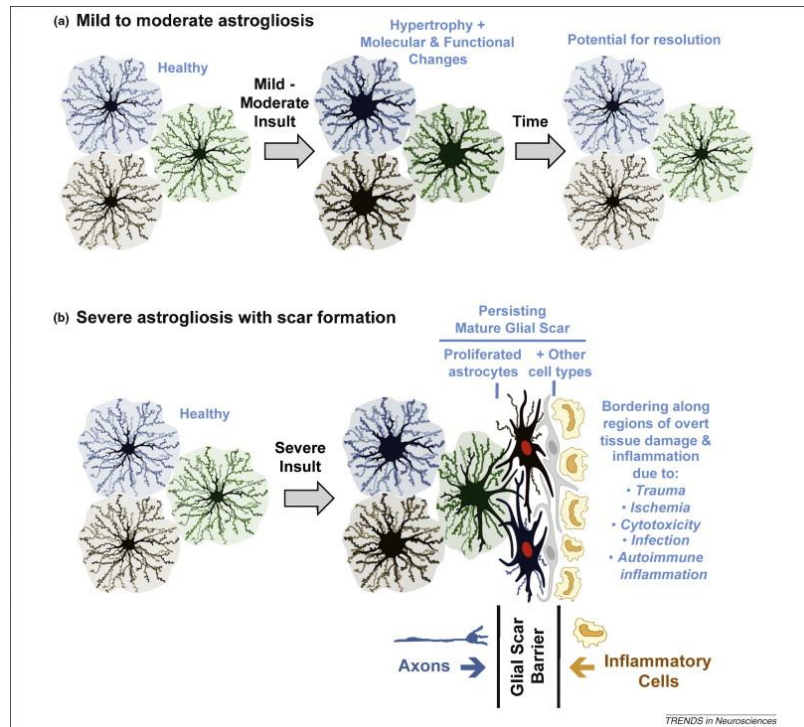 (a) Mild to moderate astrogliosis
Healthy
Mild -
Moderate
Insult
Hypertrophy +
Molecular & Functional
Changes
Time
Potential for resolution
(b) Severe astrogliosis with scar formation
Healthy
Severe
Insult
Persisting
Mature Glial Scar
Proliferated
astrocytes
+ Other
cell types
Bordering along
regions of overt
tissue damage &
inflammation
due to:
• Trauma
• Ischemia
• Cytotoxicity
• Infection
• Autoimmune
inflammation
Axons
Glial Scar
Barrier
Inflammatory
Cells
TRENDS in Neurosciences